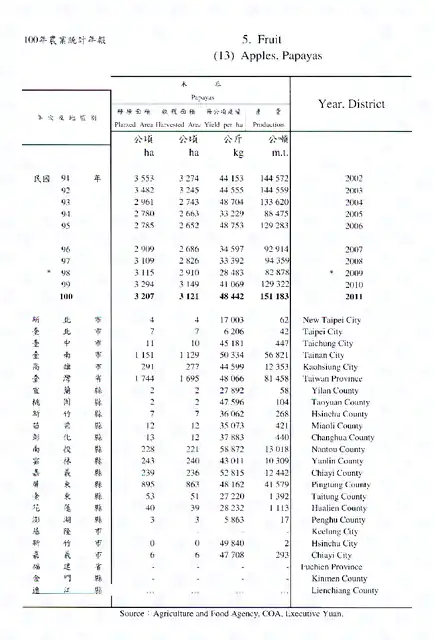 100年農業統計年報
5. Fruit
(13) Apples, Papayas
木 瓜
Papayas
年 次 及 地 區 別
種植面積 收穫面積 每公頃產量 產 量
Year, District
Planted Area Harvested Area Yield per ha Production
公頃 公頃 公斤 公噸
ha ha kg m.t.
民國 91 年 3 553 3 274 44 153 144 572 2002
92 3 482 3 245 44 555 144 559 2003
93 2 961 2 743 48 704 133 620 2004
94 2 780 2 663 33 229 88 475 2005
95 2 785 2 652 48 753 129 283 2006
96 2 909 2 686 34 597 92 914 2007
97 3 109 2 826 33 392 94 359 2008
* 98 3 115 2 910 28 483 82 878 * 2009
99 3 294 3 149 41 069 129 322 2010
100 3 207 3 121 48 442 151 183 2011
新 北 市 4 4 17 003 62 New Taipei City
臺 北 市 7 7 6 206 42 Taipei City
臺 中 市 11 10 45 181 447 Taichung City
臺 南 市 1 151 1 129 50 334 56 821 Tainan City
高 雄 市 291 277 44 599 12 353 Kaohsiung City
臺 灣 省 1 744 1 695 48 066 81 458 Taiwan Province
宜 蘭 縣 2 2 27 892 58 Yilan County
桃 園 縣 2 2 47 596 104 Taoyuan County
新 竹 縣 7 7 36 062 268 Hsinchu County
苗 栗 縣 12 12 35 073 421 Miaoli County
彰 化 縣 13 12 37 883 440 Changhua County
南 投 縣 228 221 58 872 13 018 Nantou County
雲 林 縣 243 240 43 011 10 309 Yunlin County
嘉 義 縣 239 236 52 815 12 442 Chiayi County
屏 東 縣 895 863 48 162 41 579 Pingtung County
臺 東 縣 53 51 27 220 1 392 Taitung County
花 蓮 縣 40 39 28 232 1 113 Hualien County
澎 湖 縣 3 3 5 863 17 Penghu County
基 隆 市 - - - - Keelung City
新 竹 市 0 0 49 840 2 Hsinchu City
嘉 義 市 6 6 47 708 293 Chiayi City
福 建 省 - - - - Fuchien Province
金 門 縣 - - - - Kinmen County
連 江 縣 ... ... ... ... Lienchiang County
Source : Agriculture and Food Agency, COA, Executive Yuan.